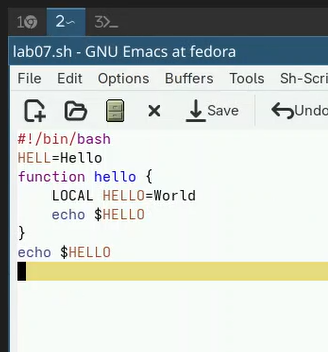 1 2 3
lab07.sh - GNU Emacs at fedora
File Edit Options Buffers Tools Sh-Scri
Save Undo
#!/bin/bash
HELL=Hello
function hello {
    LOCAL HELLO=World
    echo $HELLO
}
echo $HELLO